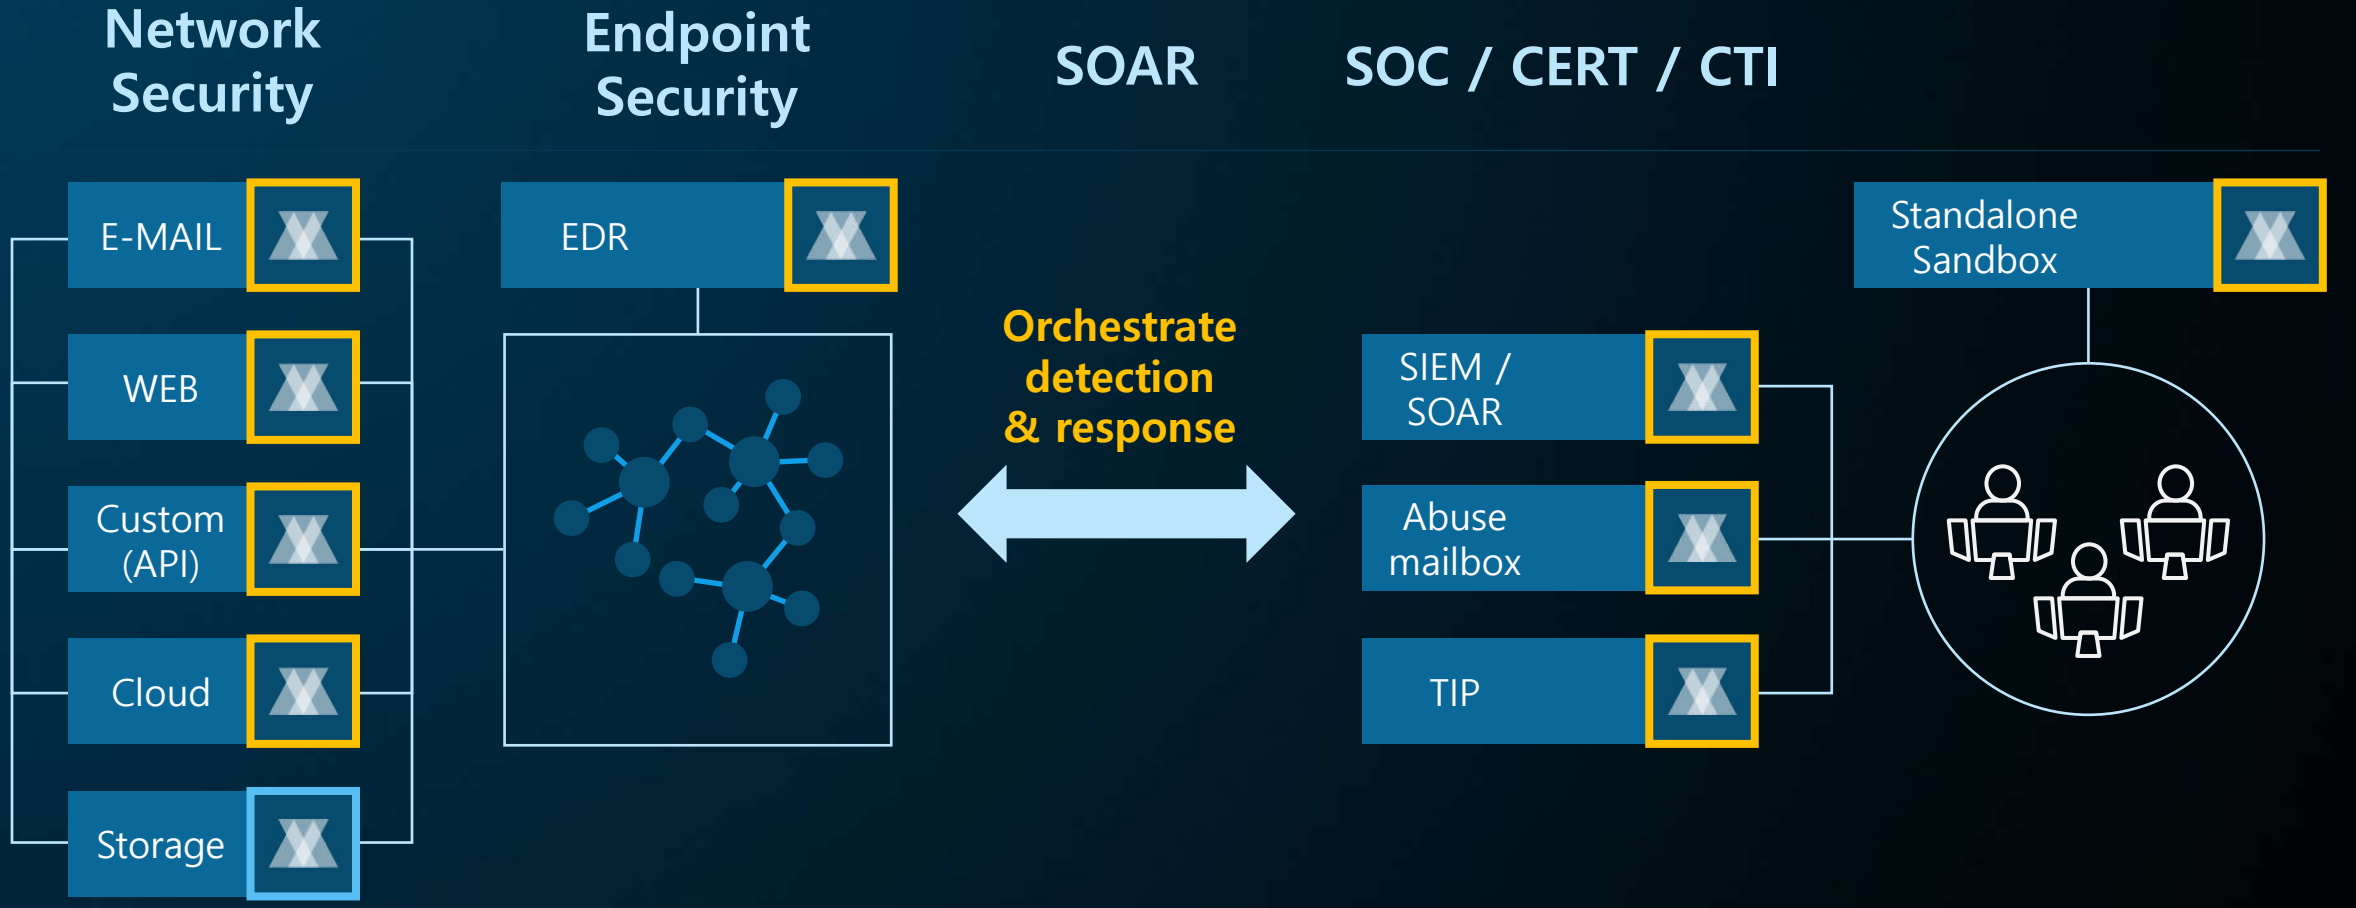 Network
Security
Endpoint
Security
SOAR
SOC / CERT / CTI
E-MAIL
WEB
Custom
(API)
Cloud
Storage
EDR
Orchestrate
detection
& response
SIEM /
SOAR
Abuse
mailbox
TIP
Standalone
Sandbox